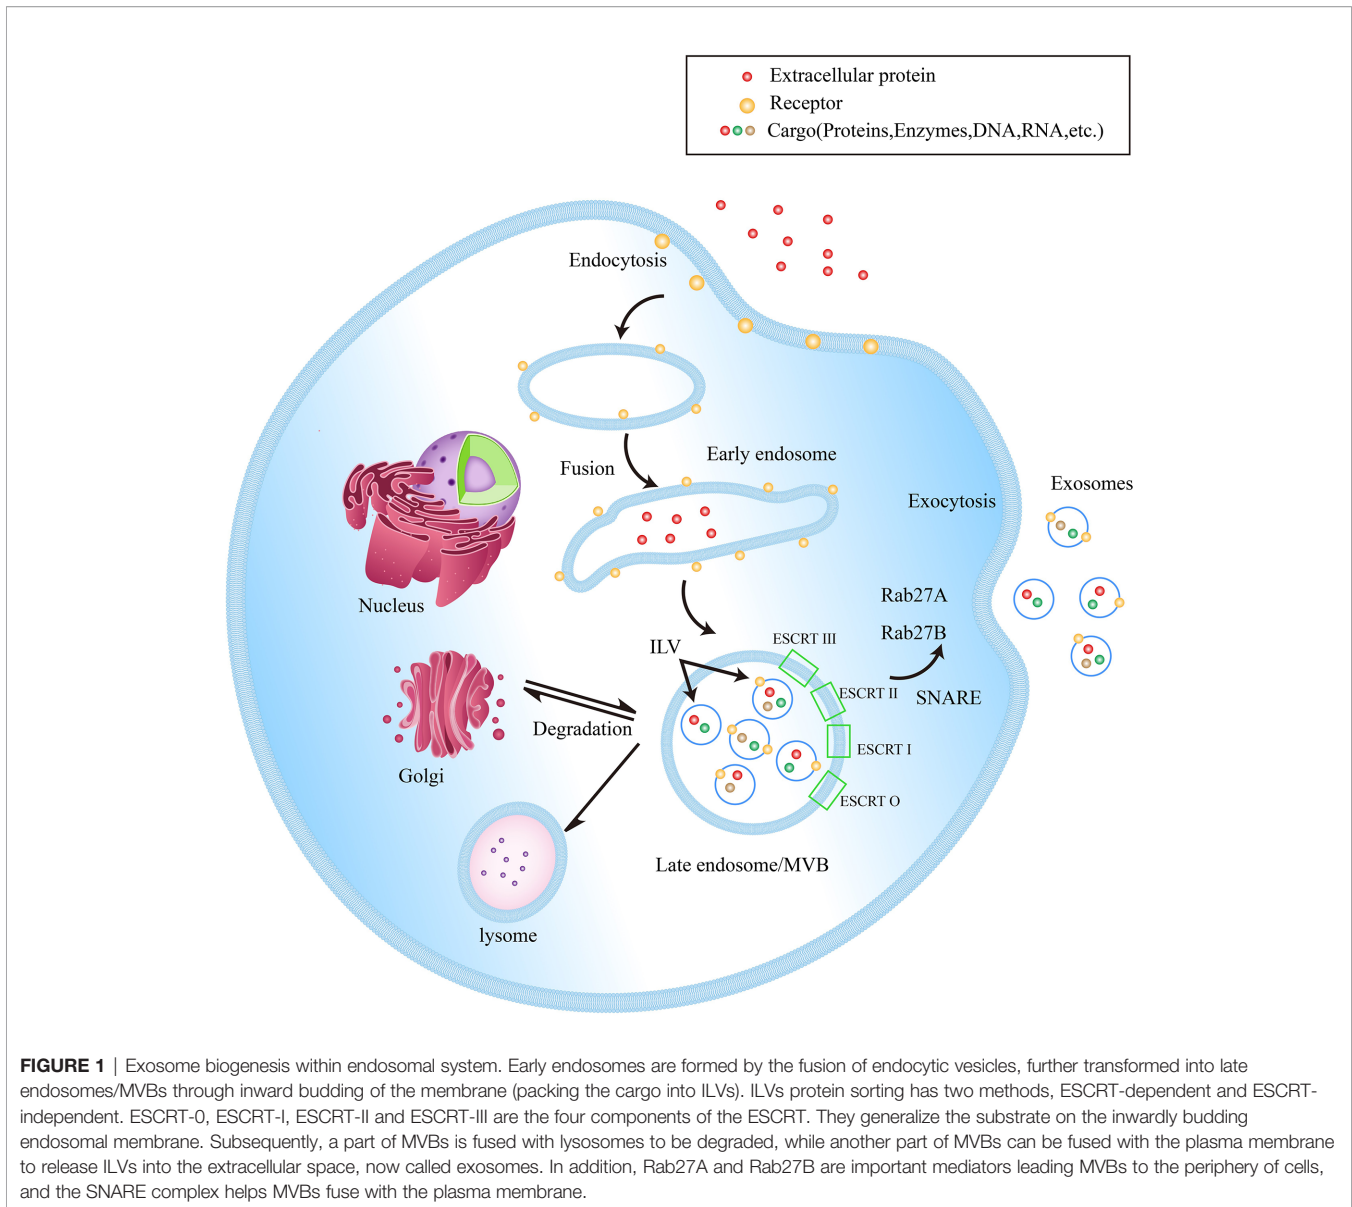 Extracellular protein
Receptor
Cargo(Proteins,Enzymes,DNA,RNA,etc.)
Endocytosis
Fusion
Early endosome
Exocytosis
Exosomes
Nucleus
Rab27A
Rab27B
SNARE
ILV
ESCRT III
ESCRT II
ESCRT I
ESCRT O
Degradation
Golgi
Late endosome/MVB
lysome
FIGURE 1 | Exosome biogenesis within endosomal system. Early endosomes are formed by the fusion of endocytic vesicles, further transformed into late
endosomes/MVBs through inward budding of the membrane (packing the cargo into ILVs). ILVs protein sorting has two methods, ESCRT-dependent and ESCRT-
independent. ESCRT-0, ESCRT-I, ESCRT-II and ESCRT-III are the four components of the ESCRT. They generalize the substrate on the inwardly budding
endosomal membrane. Subsequently, a part of MVBs is fused with lysosomes to be degraded, while another part of MVBs can be fused with the plasma membrane
to release ILVs into the extracellular space, now called exosomes. In addition, Rab27A and Rab27B are important mediators leading MVBs to the periphery of cells,
and the SNARE complex helps MVBs fuse with the plasma membrane.